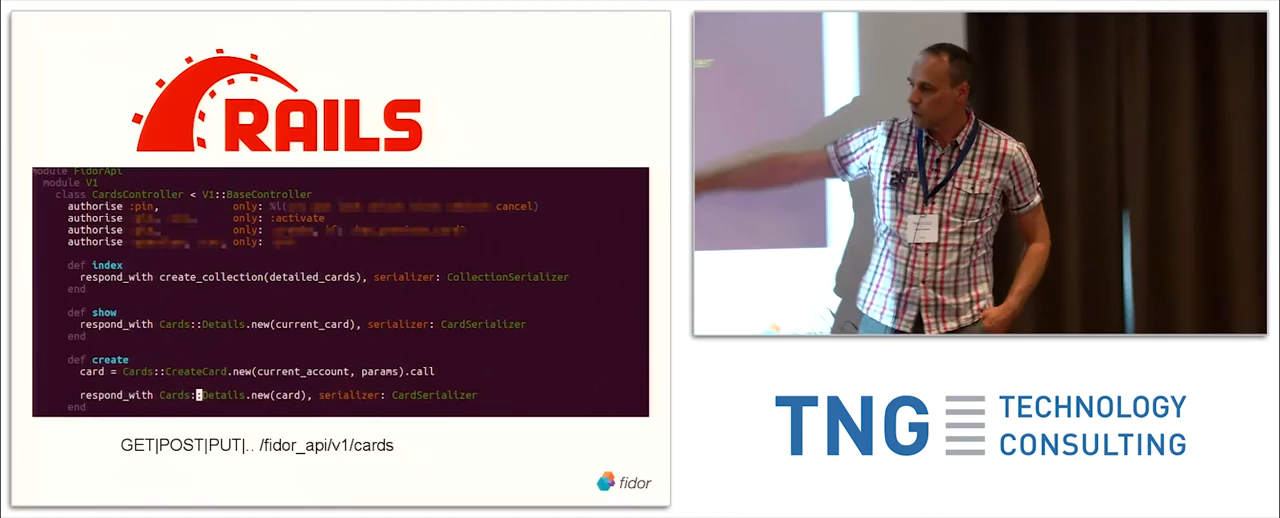 RAILS
module FidorApi
module V1
class CardsController < V1::BaseController
authorise :pin, only: %i( cancel)
authorise only: :activate
authorise only:
authorise only:
def index
respond_with create_collection(detailed_cards), serializer: CollectionSerializer
end
def show
respond_with Cards::Details.new(current_card), serializer: CardSerializer
end
def create
card = Cards::CreateCard.new(current_account, params).call
respond_with Cards::Details.new(card), serializer: CardSerializer
end
GET|POST|PUT|.. /fidor_api/v1/cards
fidor
TNG TECHNOLOGY
CONSULTING